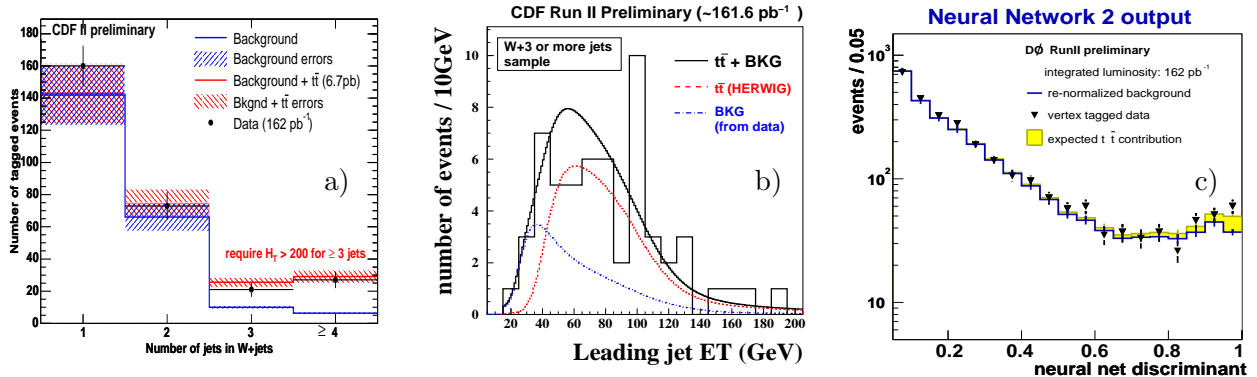 CDF II preliminary
Background
Background errors
Background + tt̄ (6.7pb)
Bkgnd + tt̄ errors
Data (162 pb⁻¹)
a)
require H_T > 200 for ≥ 3 jets
Number of tagged events
180
160
140
120
100
80
60
40
20
0
1
2
3
≥ 4
Number of jets in W+jets
CDF Run II Preliminary (~161.6 pb⁻¹)
W+3 or more jets
sample
tt̄ + BKG
tt̄ (HERWIG)
BKG
(from data)
b)
number of events / 10GeV
10
8
6
4
2
0
20
40
60
80
100
120
140
160
180
200
Leading jet ET (GeV)
Neural Network 2 output
DØ RunII preliminary
integrated luminosity: 162 pb⁻¹
re-normalized background
vertex tagged data
expected t t̄ contribution
c)
events / 0.05
10³
10²
10
0.2
0.4
0.6
0.8
1
neural net discriminant